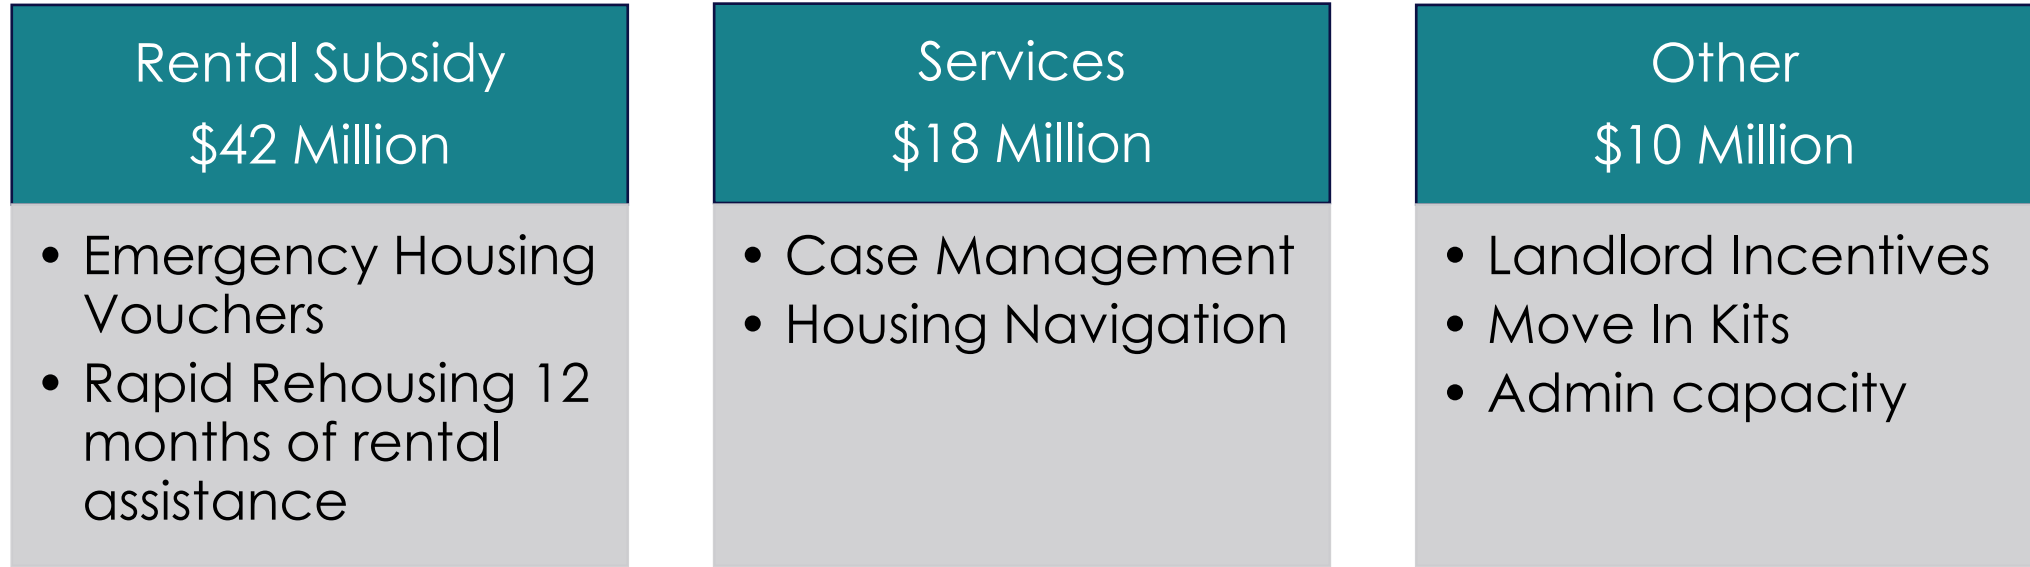 Rental Subsidy
$42 Million
• Emergency Housing
Vouchers
• Rapid Rehousing 12
months of rental
assistance
Services
$18 Million
• Case Management
• Housing Navigation
Other
$10 Million
• Landlord Incentives
• Move In Kits
• Admin capacity